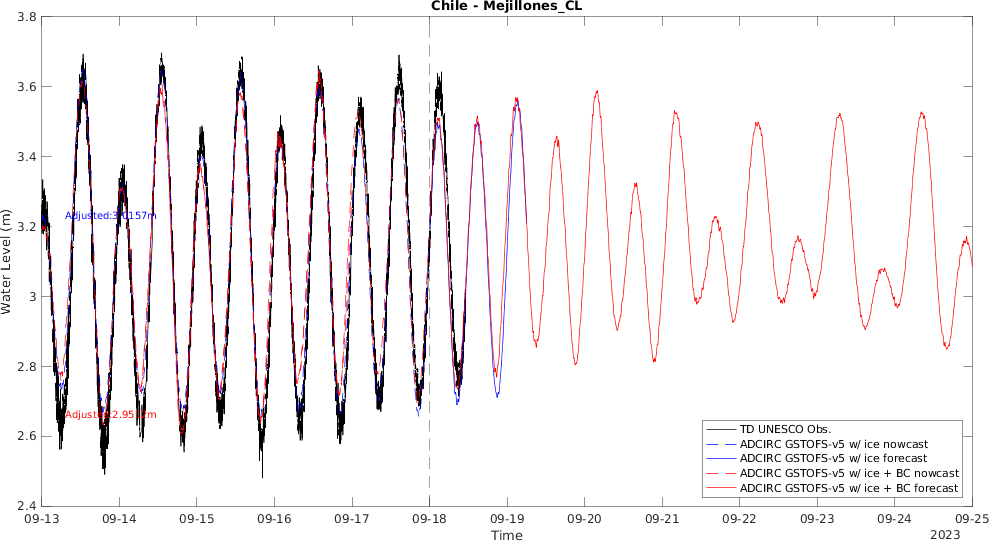 Chile - Mejillones_CL
3.8
3.6
3.4
3.2
3
2.8
2.6
2.4
Water Level (m)
Adjusted:3.0157m
TD UNESCO Obs.
ADCIRC GSTOFS-v5 w/ ice nowcast
ADCIRC GSTOFS-v5 w/ ice forecast
ADCIRC GSTOFS-v5 w/ ice + BC nowcast
ADCIRC GSTOFS-v5 w/ ice + BC forecast
09-13 09-14 09-15 09-16 09-17 09-18 09-19 09-20 09-21 09-22 09-23 09-24 09-25
Time
2023